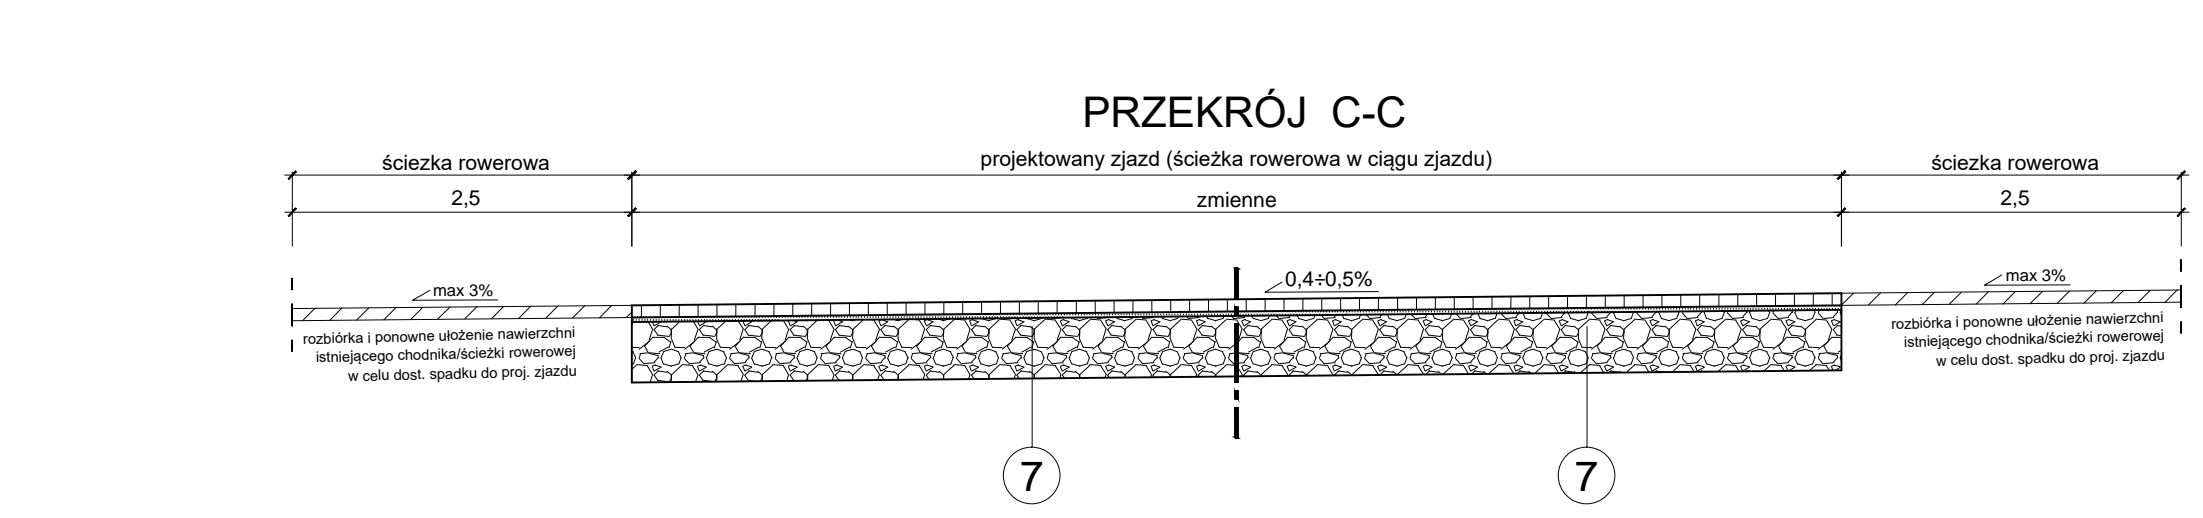 PRZEKRÓJ C-C
ściezka rowerowa
projektowany zjazd (ścieżka rowerowa w ciągu zjazdu)
ściezka rowerowa
2,5
zmienne
2,5
max 3%
0,4÷0,5%
max 3%
rozbiórka i ponowne ułożenie nawierzchni
istniejącego chodnika/ścieżki rowerowej
w celu dost. spadku do proj. zjazdu
rozbiórka i ponowne ułożenie nawierzchni
istniejącego chodnika/ścieżki rowerowej
w celu dost. spadku do proj. zjazdu
7
7